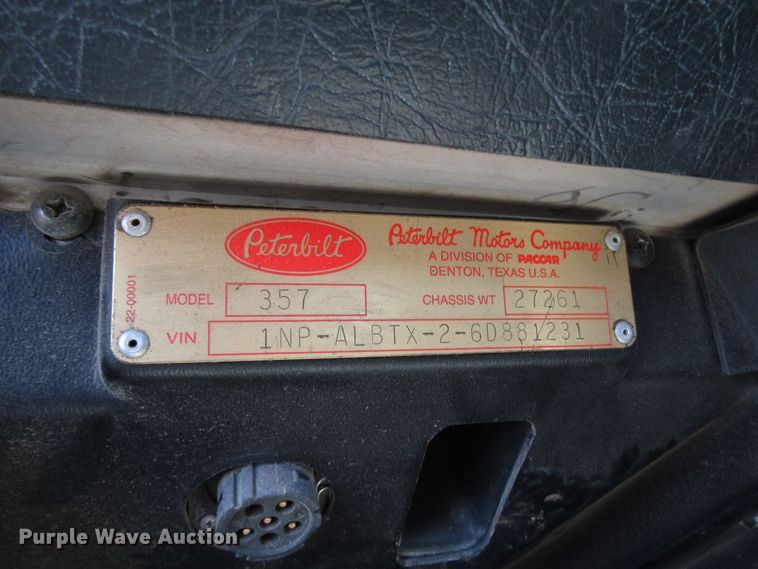 Peterbilt
Peterbilt Motors Company
A DIVISION OF PACCAR
DENTON, TEXAS U.S.A.
22-00001
MODEL 357 CHASSIS WT 27261
VIN 1NP-ALBTX-2-6D881231
Purple Wave Auction